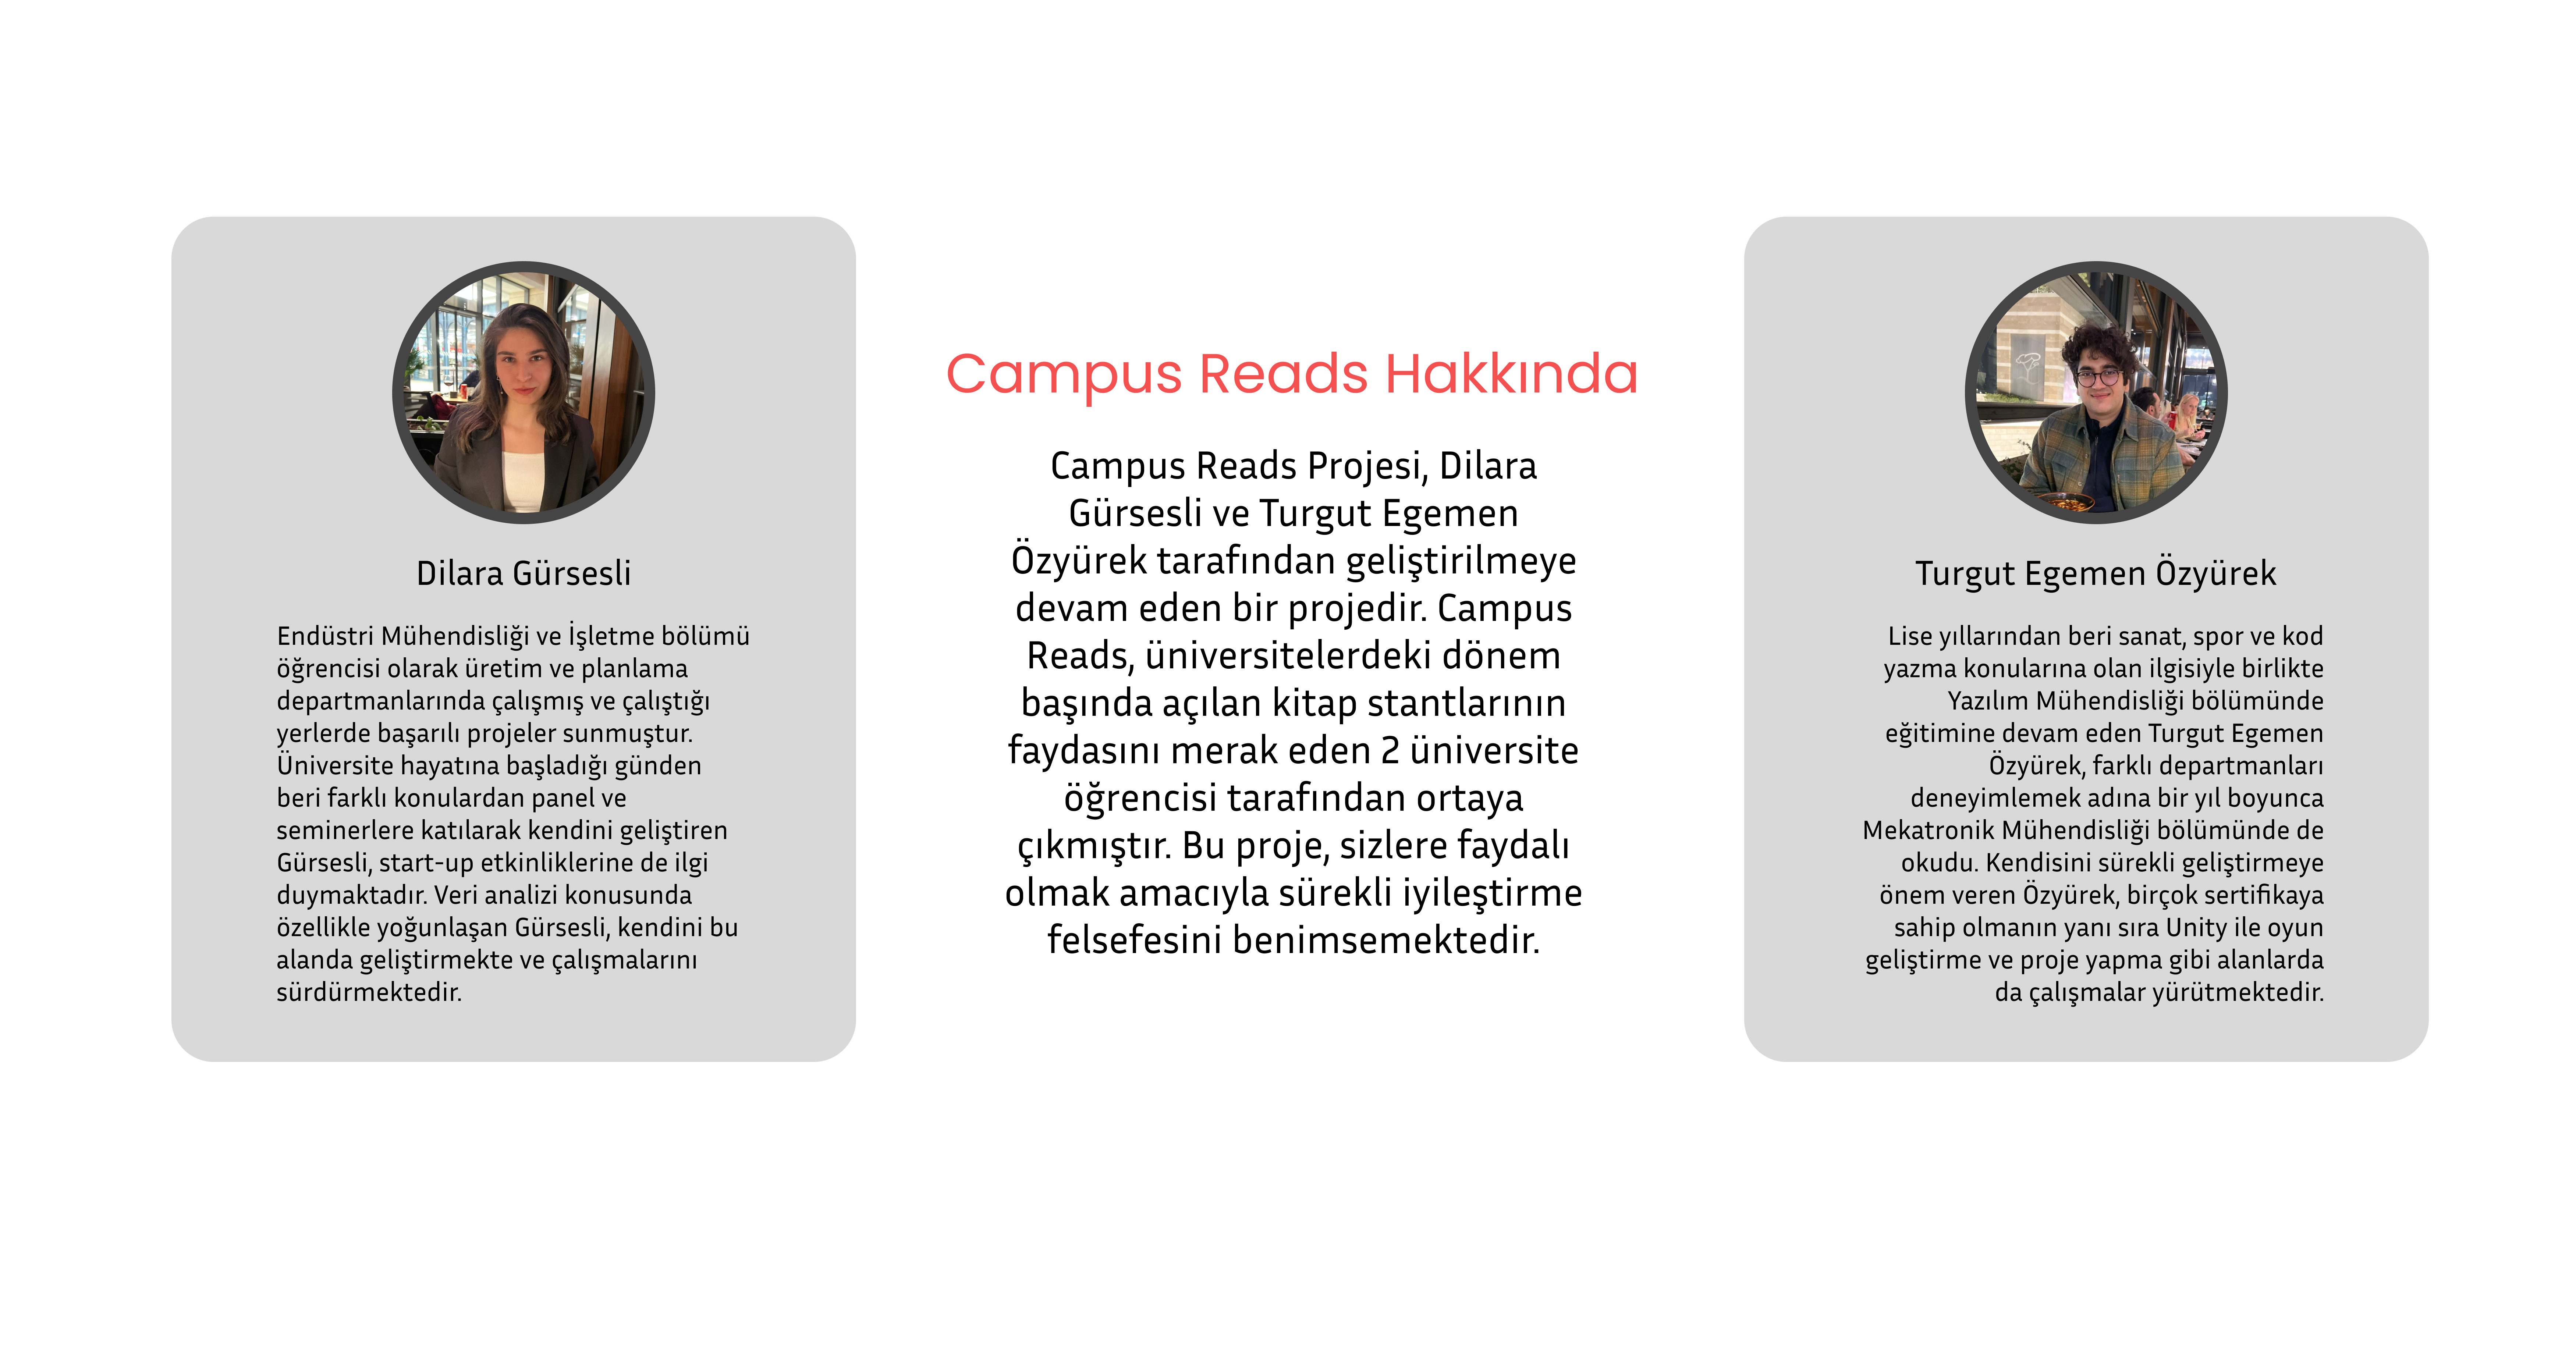 Dilara Gürsesli
Endüstri Mühendisliği ve İşletme bölümü
öğrencisi olarak üretim ve planlama
departmanlarında çalışmış ve çalıştığı
yerlerde başarılı projeler sunmuştur.
Üniversite hayatına başladığı günden
beri farklı konulardan panel ve
seminerlere katılarak kendini geliştiren
Gürsesli, start-up etkinliklerine de ilgi
duymaktadır. Veri analizi konusunda
özellikle yoğunlaşan Gürsesli, kendini bu
alanda geliştirmekte ve çalışmalarını
sürdürmektedir.
Campus Reads Hakkında
Campus Reads Projesi, Dilara
Gürsesli ve Turgut Egemen
Özyürek tarafından geliştirilmeye
devam eden bir projedir. Campus
Reads, üniversitelerdeki dönem
başında açılan kitap stantlarının
faydasını merak eden 2 üniversite
öğrencisi tarafından ortaya
çıkmıştır. Bu proje, sizlere faydalı
olmak amacıyla sürekli iyileştirme
felsefesini benimsemektedir.
Turgut Egemen Özyürek
Lise yıllarından beri sanat, spor ve kod
yazma konularına olan ilgisiyle birlikte
Yazılım Mühendisliği bölümünde
eğitimine devam eden Turgut Egemen
Özyürek, farklı departmanları
deneyimlemek adına bir yıl boyunca
Mekatronik Mühendisliği bölümünde de
okudu. Kendisini sürekli geliştirmeye
önem veren Özyürek, birçok sertifikaya
sahip olmanın yanı sıra Unity ile oyun
geliştirme ve proje yapma gibi alanlarda
da çalışmalar yürütmektedir.